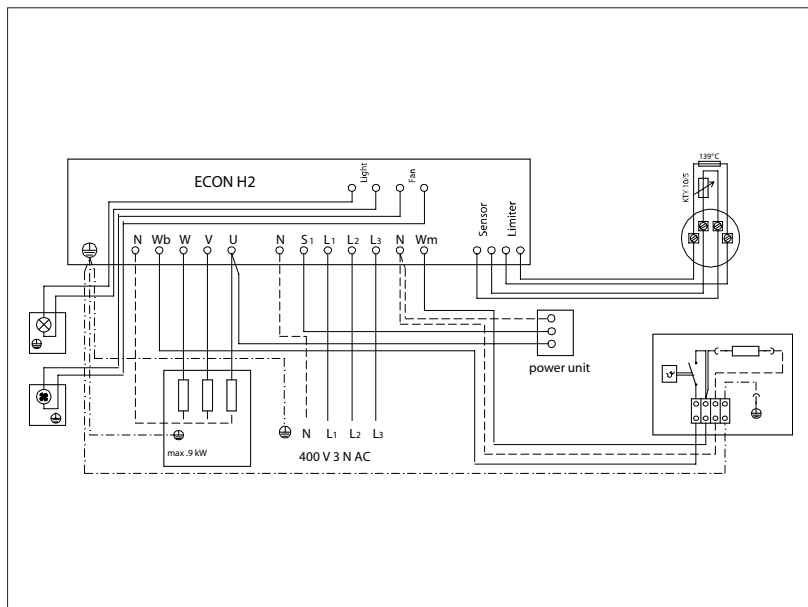 139°C
KTY 10/5
ECON H2
Light
Fan
Sensor
Limiter
N Wb W V U N S1 L1 L2 L3 N Wm
power unit
max .9 kW
N L1 L2 L3
400 V 3 N AC